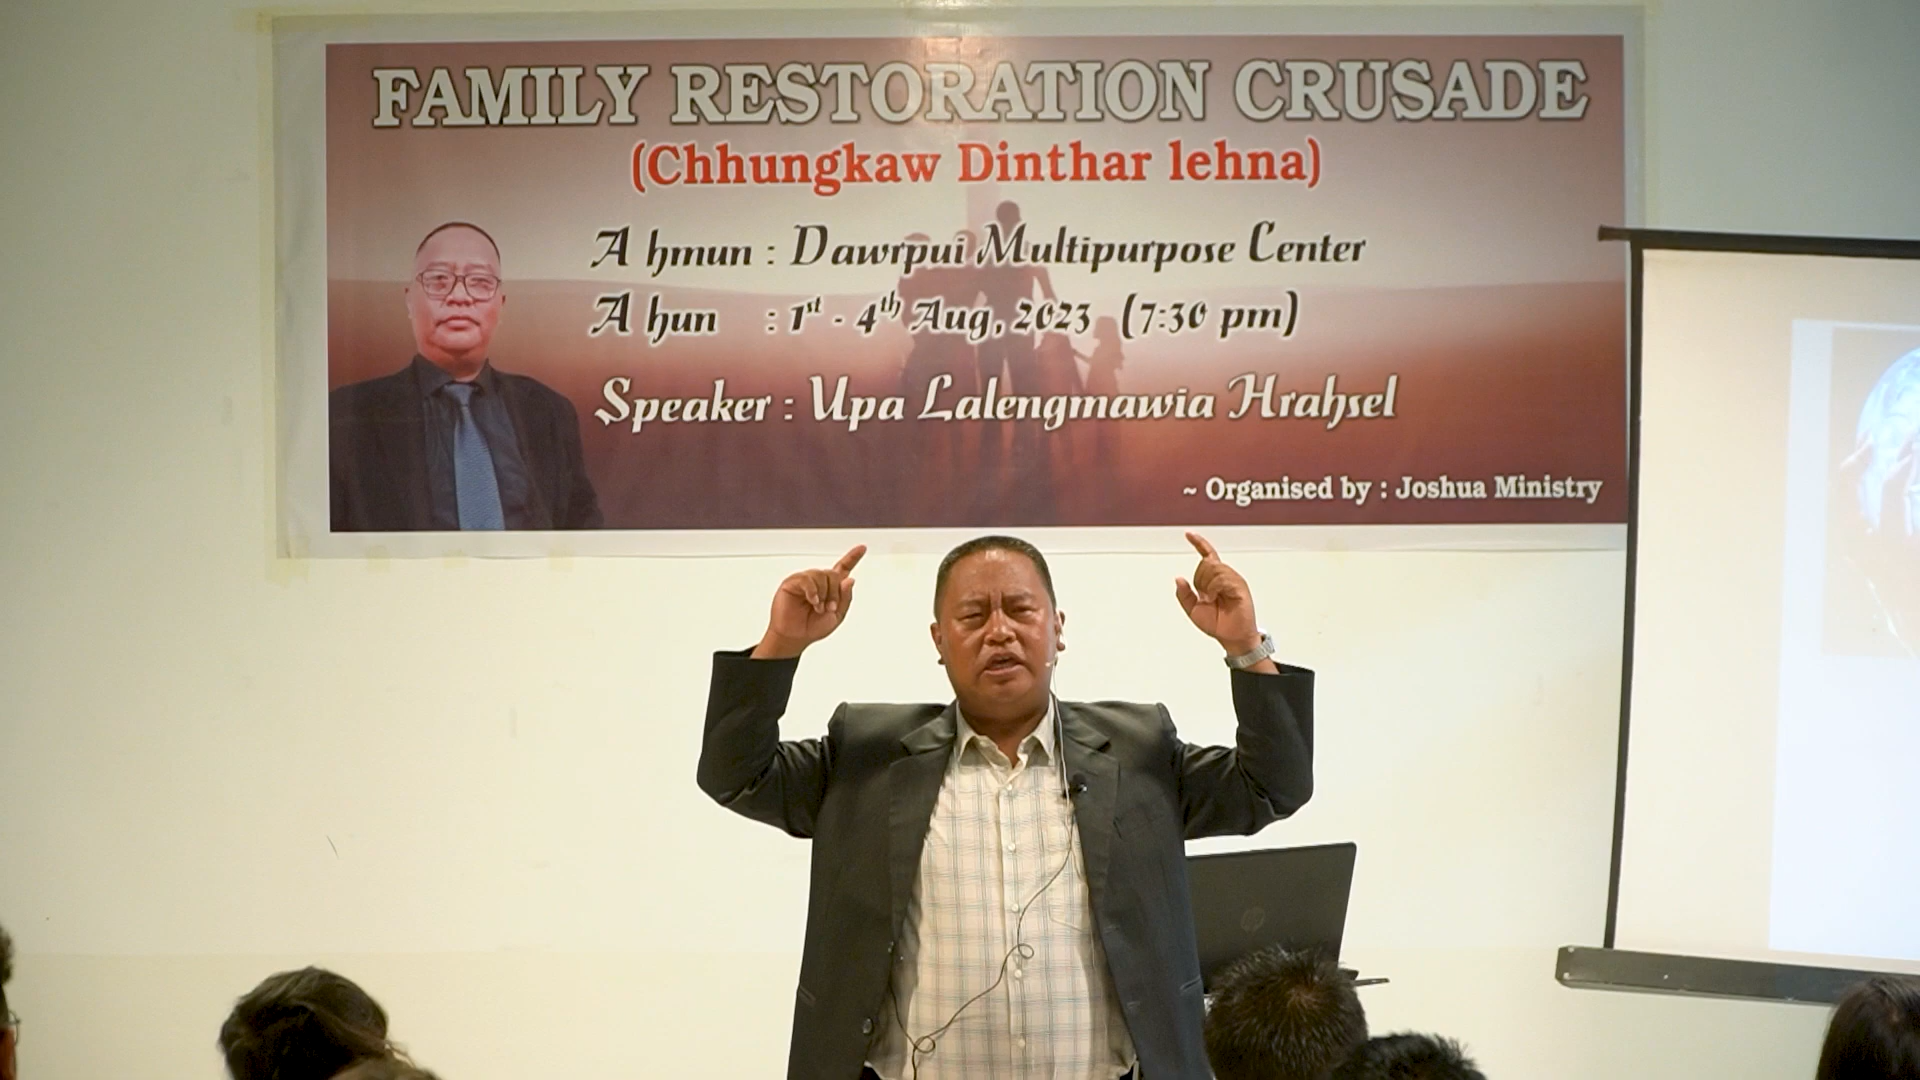 FAMILY RESTORATION CRUSADE
(Chhungkaw Dinthar lehna)
A hmun : Dawrpui Multipurpose Center
A hun : 1st - 4th Aug, 2023 (7:30 pm)
Speaker : Upa Lalengmawia Hrahsel
~ Organised by : Joshua Ministry
hp